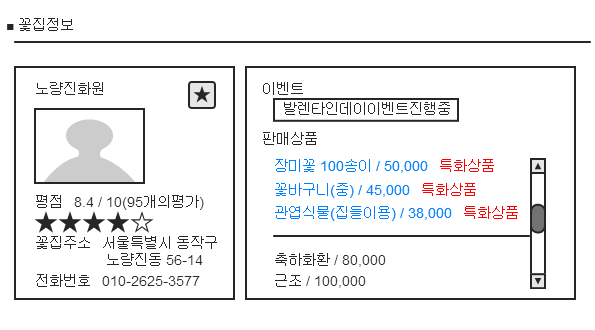 ■ 꽃집정보
노량진화원
평점 8.4 / 10(95개의평가)
꽃집주소 서울특별시 동작구
노량진동 56-14
전화번호 010-2625-3577
이벤트
발렌타인데이이벤트진행중
판매상품
장미꽃 100송이 / 50,000 특화상품
꽃바구니(중) / 45,000 특화상품
관엽식물(집들이용) / 38,000 특화상품
축하화환 / 80,000
근조 / 100,000